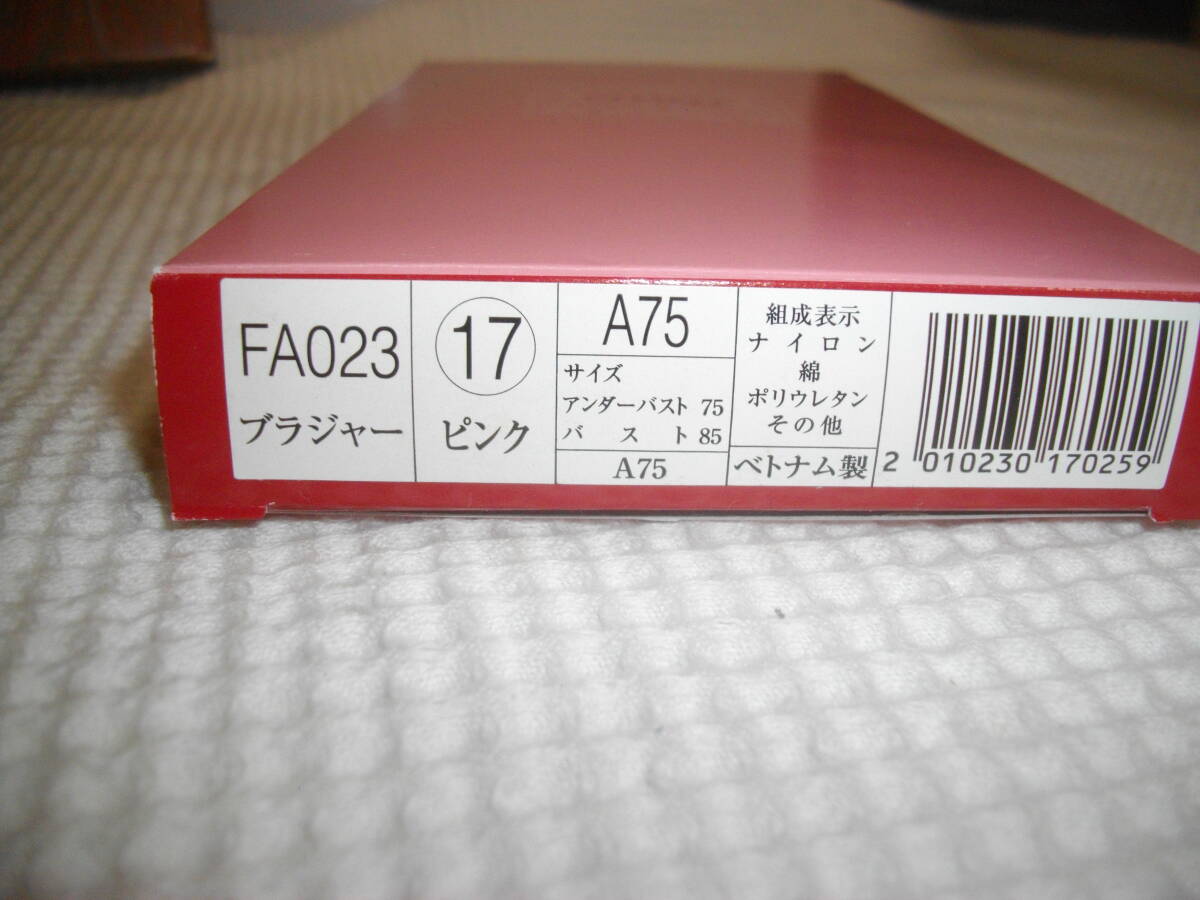 FA023
ブラジャー
17
ピンク
A75
サイズ
アンダーバスト 75
バスト 85
A75
組成表示
ナイロン
綿
ポリウレタン
その他
ベトナム製
2 010230 170259